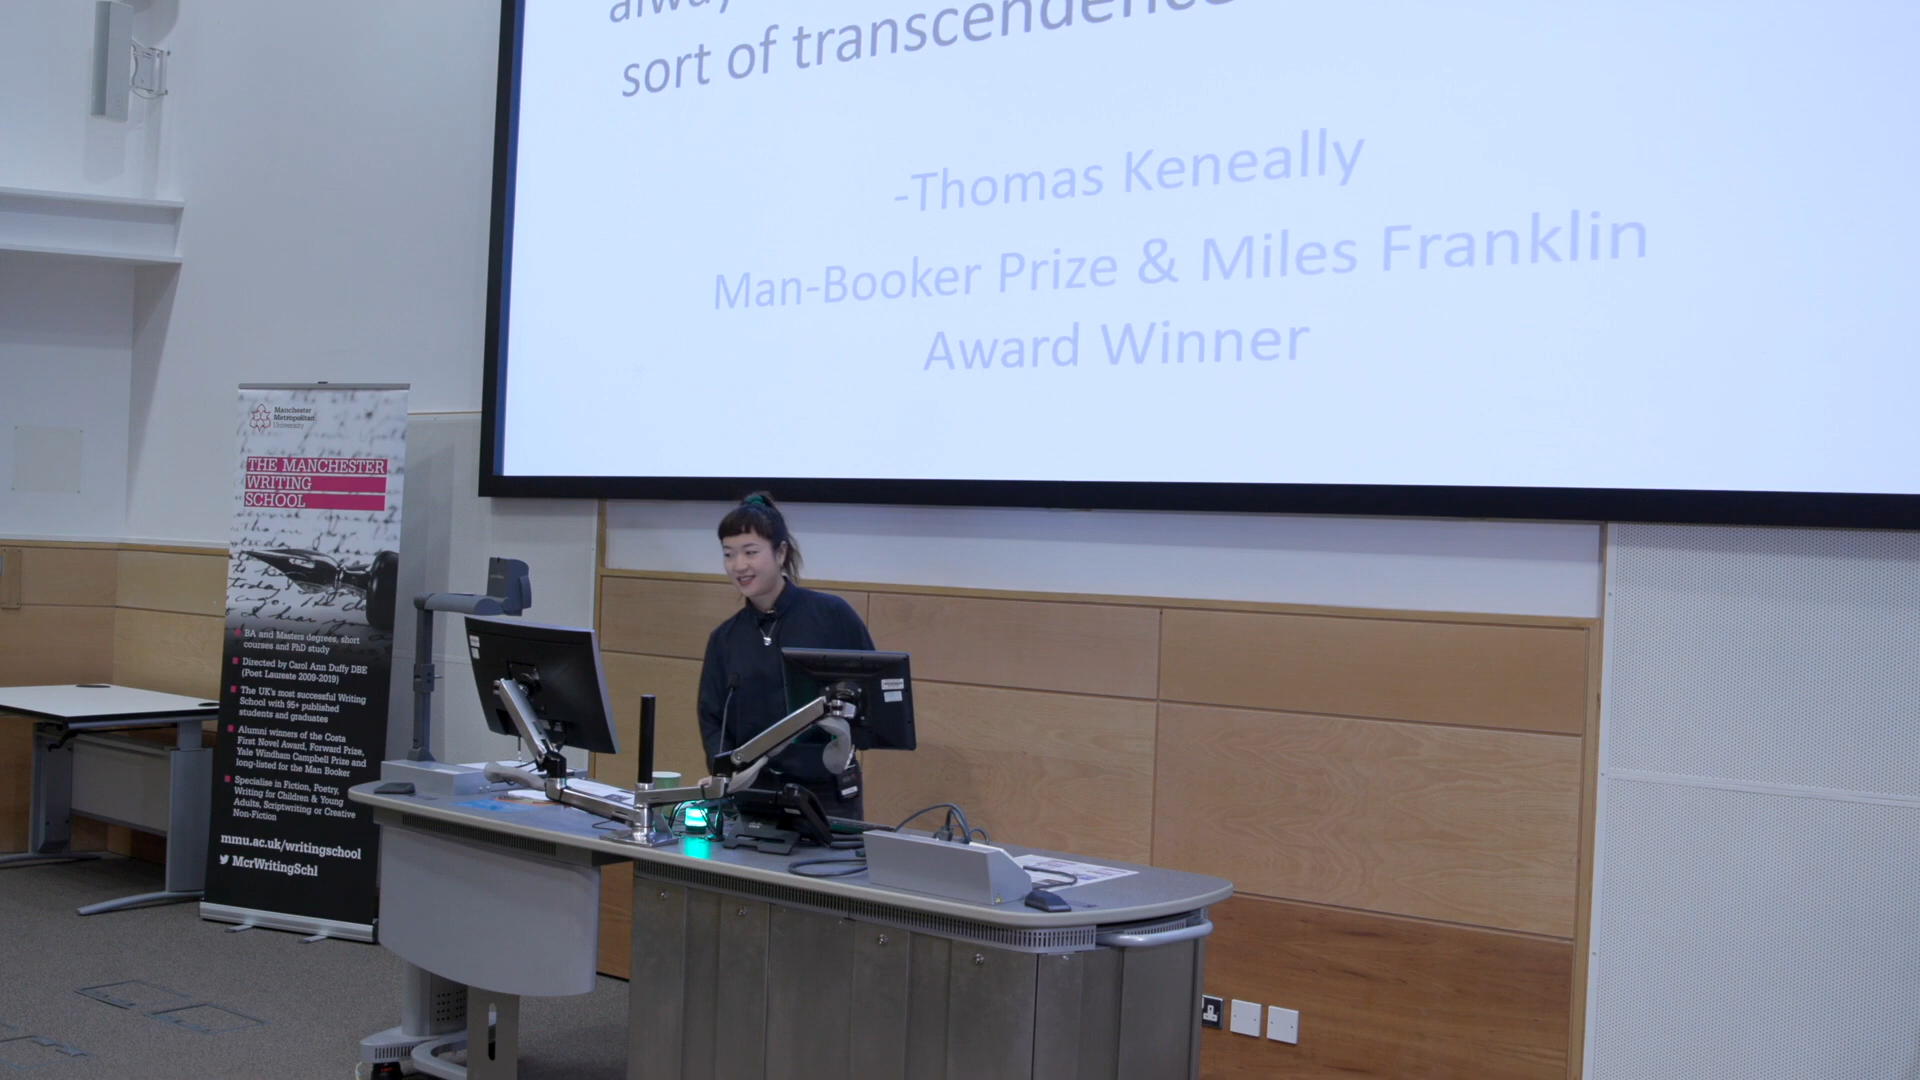 sort of transcendence
-Thomas Keneally
Man-Booker Prize & Miles Franklin
Award Winner
Manchester
Metropolitan
University
THE MANCHESTER
WRITING
SCHOOL
BA and Masters degrees, short
courses and PhD study
Directed by Carol Ann Duffy DBE
(Poet Laureate 2009-2019)
The UK's most successful Writing
School with 95+ published
students and graduates
Alumni winners of the Costa
First Novel Award, Forward Prize,
Yale Windham Campbell Prize and
long-listed for the Man Booker
Specialise in Fiction, Poetry,
Writing for Children & Young
Adults, Scriptwriting or Creative
Non-Fiction
mmu.ac.uk/writingschool
McrWritingSchl